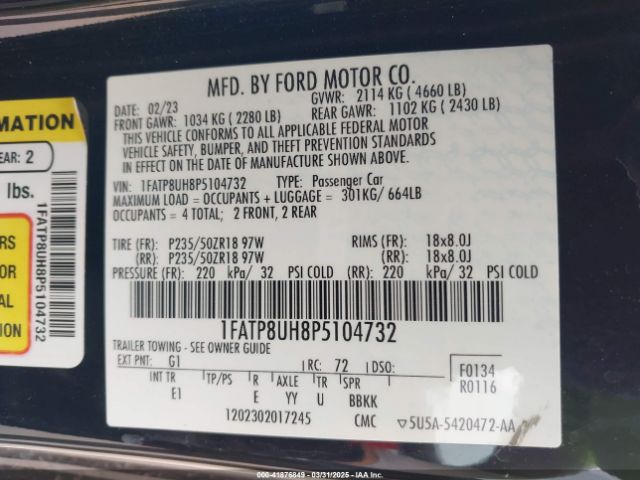 MFD. BY FORD MOTOR CO.
DATE: 02/23 GVWR: 2114 KG ( 4660 LB)
FRONT GAWR: 1034 KG ( 2280 LB) REAR GAWR: 1102 KG ( 2430 LB)
THIS VEHICLE CONFORMS TO ALL APPLICABLE FEDERAL MOTOR
VEHICLE SAFETY, BUMPER, AND THEFT PREVENTION STANDARDS
IN EFFECT ON THE DATE OF MANUFACTURE SHOWN ABOVE.
VIN: 1FATP8UH8P5104732 TYPE: Passenger Car
MAXIMUM LOAD = OCCUPANTS + LUGGAGE = 301KG/ 664LB
OCCUPANTS = 4 TOTAL; 2 FRONT, 2 REAR
TIRE (FR): P235/50ZR18 97W RIMS (FR): 18x8.0J
(RR): P235/50ZR18 97W (RR): 18x8.0J
PRESSURE (FR): 220 kPa/ 32 PSI COLD (RR): 220 kPa/ 32 PSI COLD
1FATP8UH8P5104732
TRAILER TOWING - SEE OWNER GUIDE
EXT PNT: G1 RC: 72 DSO: F0134
INT TR TP/PS R AXLE TR SPR R0116
E1 E YY U BBKK
1202302017245 CMC 5U5A-5420472-AA
MATION
EAR: 2
lbs.
RS
OR
AL
S
1FATP8UH8P5104732
000-41876849 - 03/31/2025 - IAA, Inc.